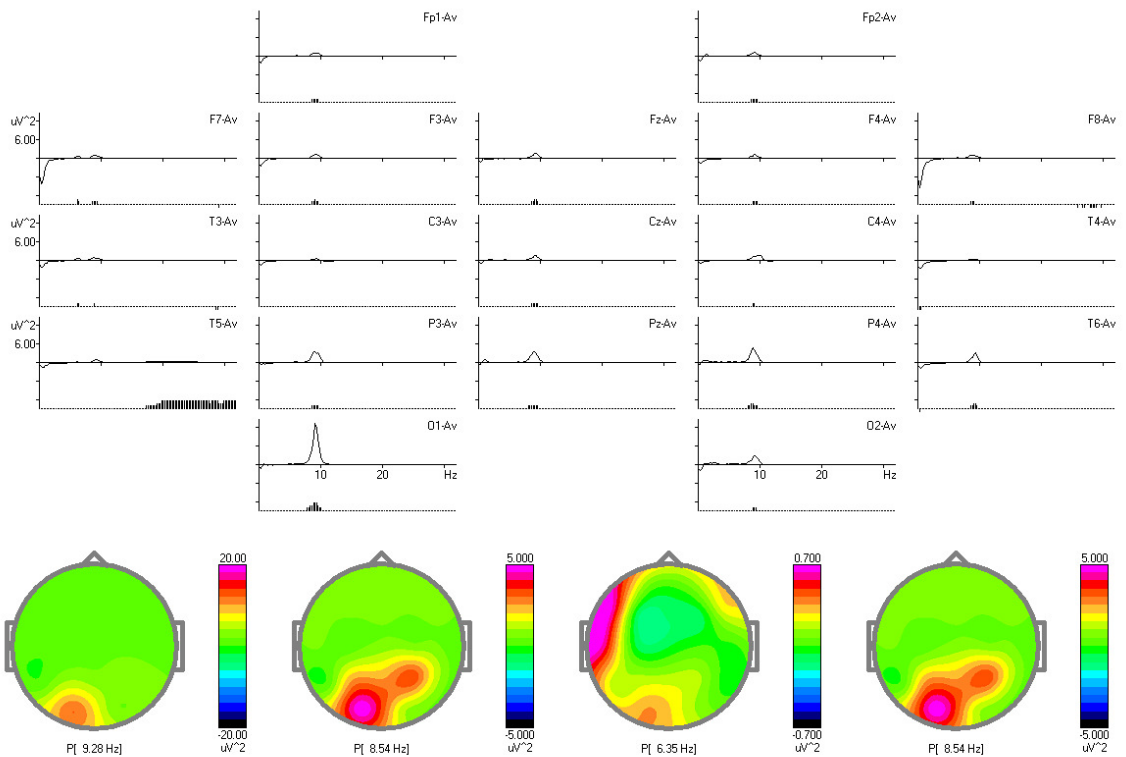 Fp1-Av Fp2-Av
uV^2 F7-Av F3-Av Fz-Av F4-Av F8-Av
6.00
uV^2 T3-Av C3-Av Cz-Av C4-Av T4-Av
6.00
uV^2 T5-Av P3-Av Pz-Av P4-Av T6-Av
6.00
O1-Av O2-Av
10 20 Hz 10 20 Hz
20.00 5.000 0.700 5.000
-20.00 -5.000 -0.700 -5.000
P[ 9.28 Hz] uV^2 P[ 8.54 Hz] uV^2 P[ 6.35 Hz] uV^2 P[ 8.54 Hz] uV^2